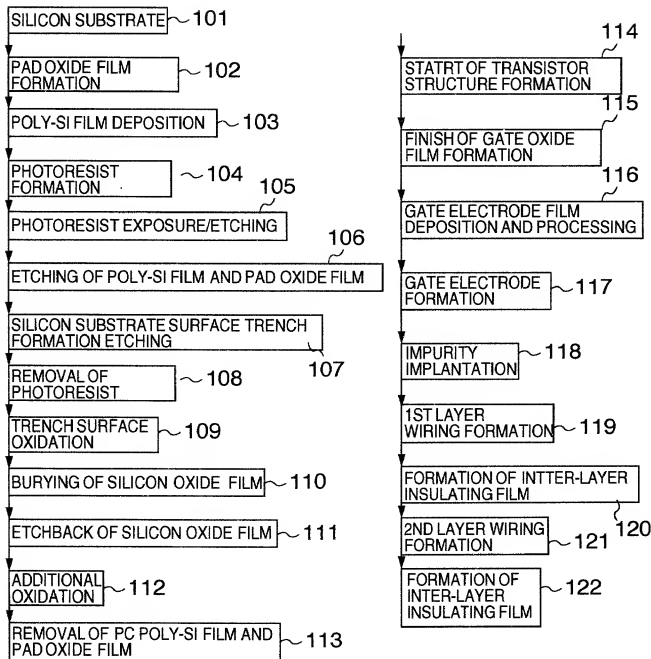 SILICON SUBSTRATE 101
PAD OXIDE FILM
FORMATION 102
POLY-SI FILM DEPOSITION 103
PHOTORESIST
FORMATION 104
105
PHOTORESIST EXPOSURE/ETCHING
106
ETCHING OF POLY-SI FILM AND PAD OXIDE FILM
SILICON SUBSTRATE SURFACE TRENCH
FORMATION ETCHING
107
REMOVAL OF
PHOTORESIST 108
TRENCH SURFACE
OXIDATION 109
BURYING OF SILICON OXIDE FILM 110
ETCHBACK OF SILICON OXIDE FILM 111
ADDITIONAL
OXIDATION 112
REMOVAL OF PC POLY-SI FILM AND
PAD OXIDE FILM 113
114
STATRT OF TRANSISTOR
STRUCTURE FORMATION
115
FINISH OF GATE OXIDE
FILM FORMATION
116
GATE ELECTRODE FILM
DEPOSITION AND PROCESSING
GATE ELECTRODE
FORMATION 117
IMPURITY
IMPLANTATION 118
1ST LAYER
WIRING FORMATION 119
FORMATION OF INTTER-LAYER
INSULATING FILM
120
2ND LAYER WIRING
FORMATION 121
FORMATION OF
INTER-LAYER
INSULATING FILM 122